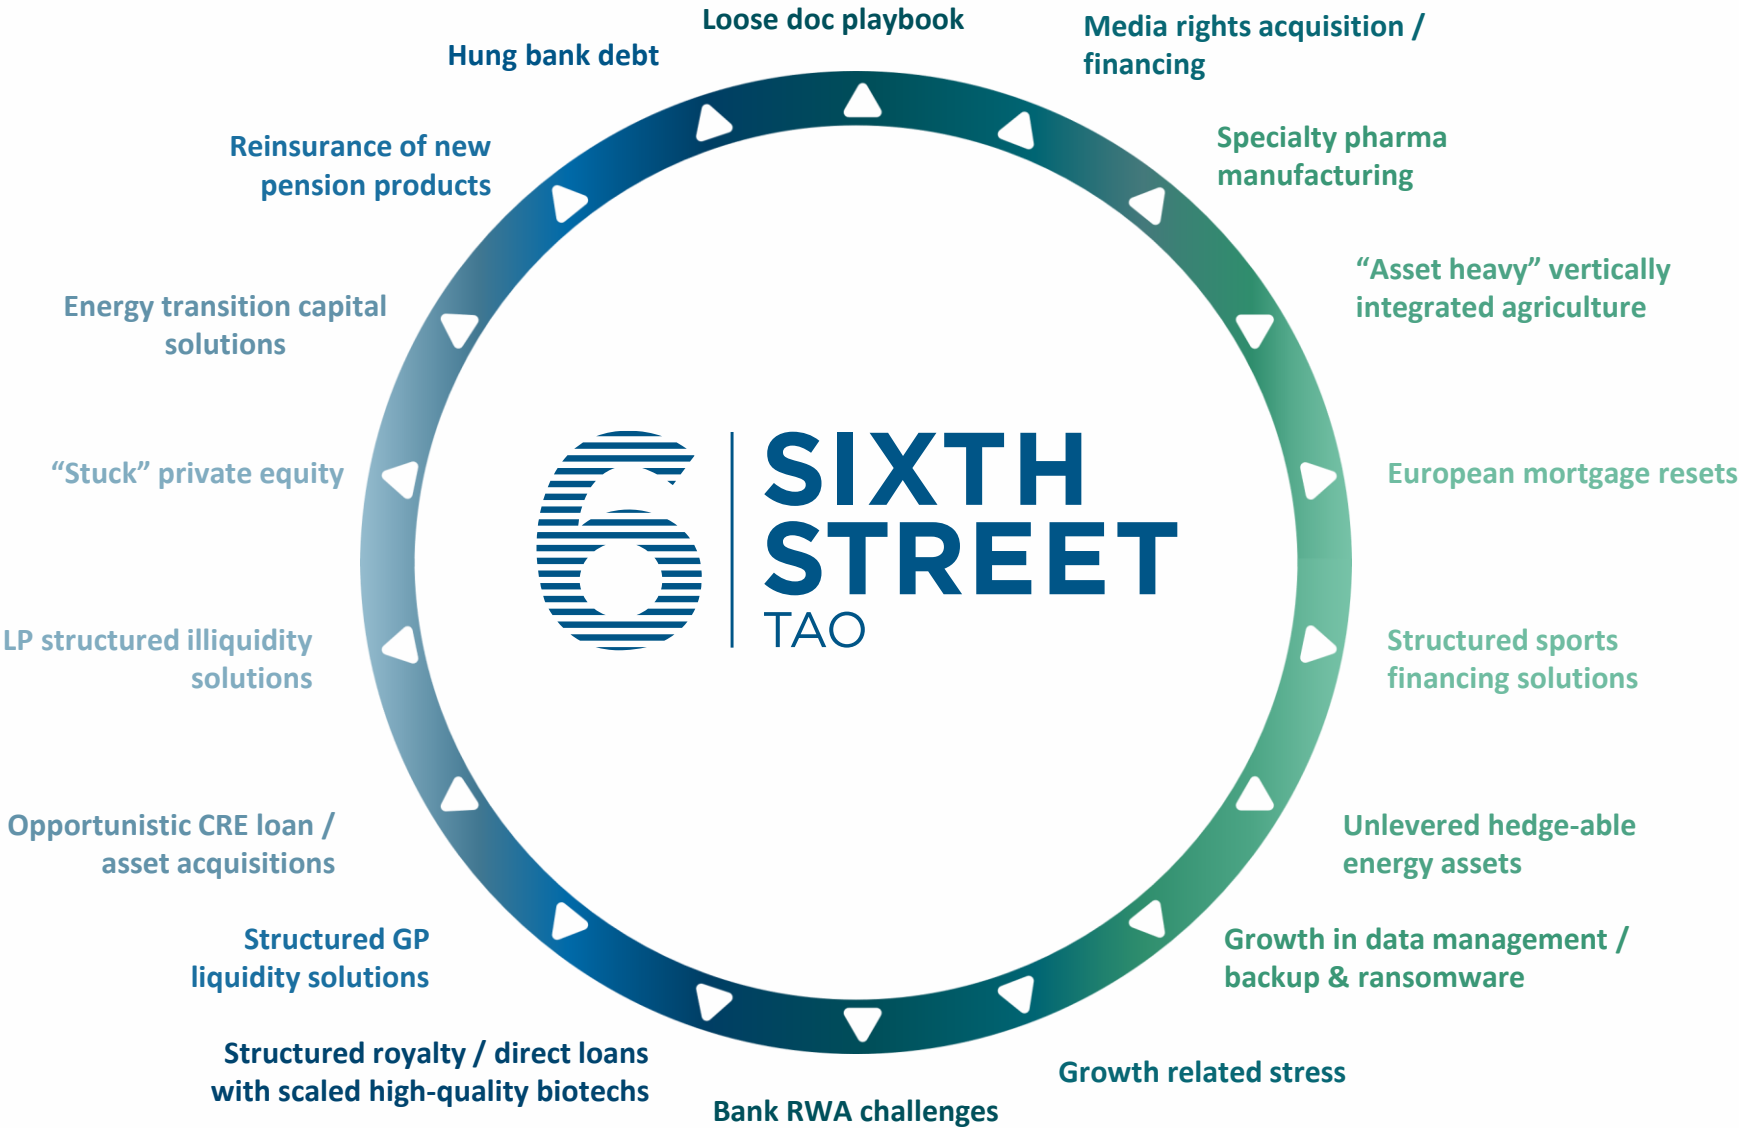 Loose doc playbook
Media rights acquisition /
financing
Specialty pharma
manufacturing
“Asset heavy” vertically
integrated agriculture
European mortgage resets
Structured sports
financing solutions
Unlevered hedge-able
energy assets
Growth in data management /
backup & ransomware
Growth related stress
Bank RWA challenges
Structured royalty / direct loans
with scaled high-quality biotechs
Structured GP
liquidity solutions
Opportunistic CRE loan /
asset acquisitions
LP structured illiquidity
solutions
“Stuck” private equity
Energy transition capital
solutions
Reinsurance of new
pension products
Hung bank debt
6
SIXTH
STREET
TAO